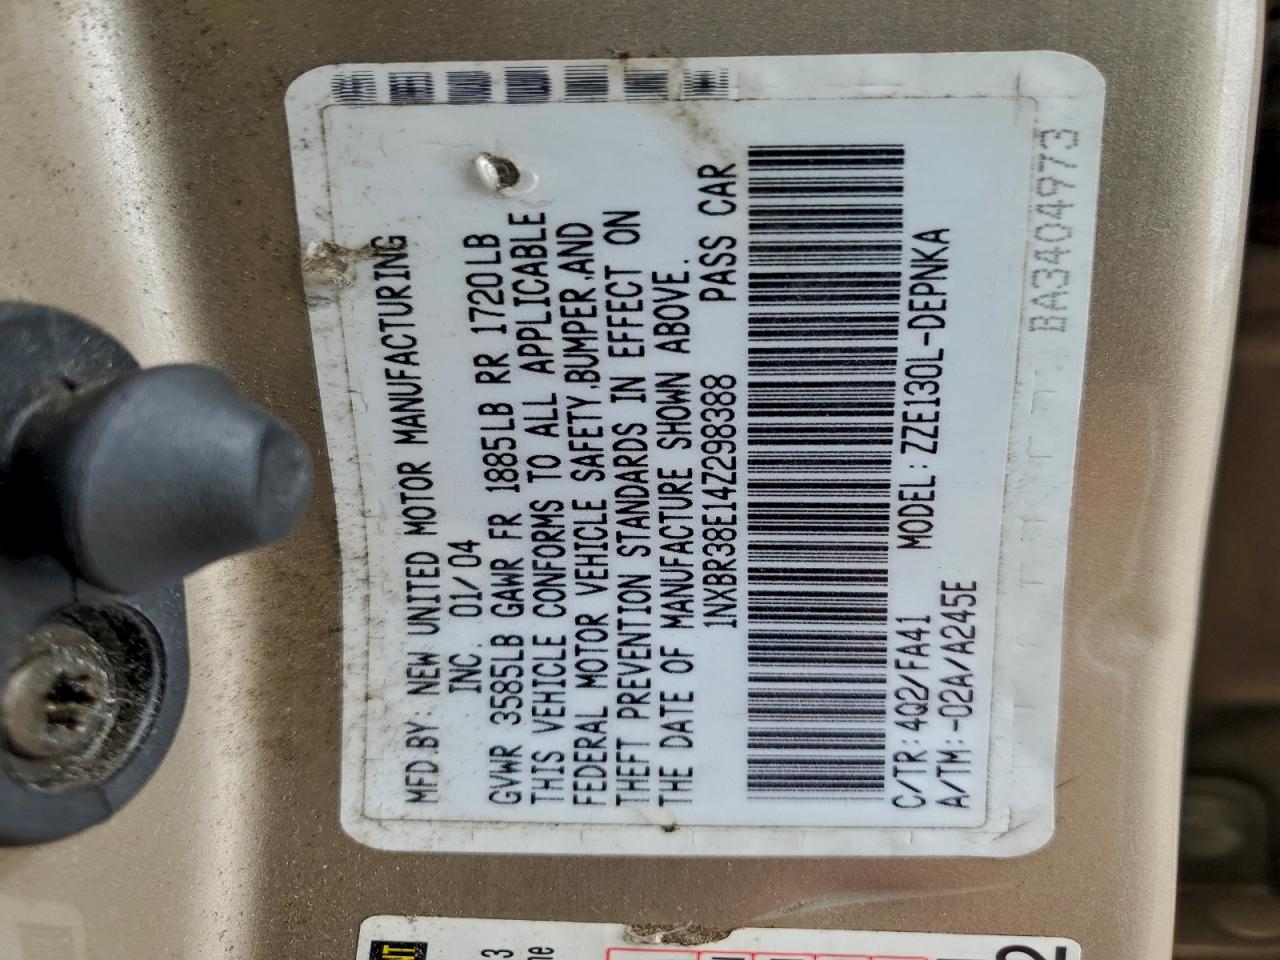 MFD.BY: NEW UNITED MOTOR MANUFACTURING
INC. 01/04
GVWR 3585LB GAWR FR 1885LB RR 1720LB
THIS VEHICLE CONFORMS TO ALL APPLICABLE
FEDERAL MOTOR VEHICLE SAFETY,BUMPER,AND
THEFT PREVENTION STANDARDS IN EFFECT ON
THE DATE OF MANUFACTURE SHOWN ABOVE.
1NXBR38E14Z298388 PASS CAR
C/TR: 4Q2/FA41 MODEL: ZZE130L-DEPNKA
A/TM:-02A/A245E
BA3404973
3
2